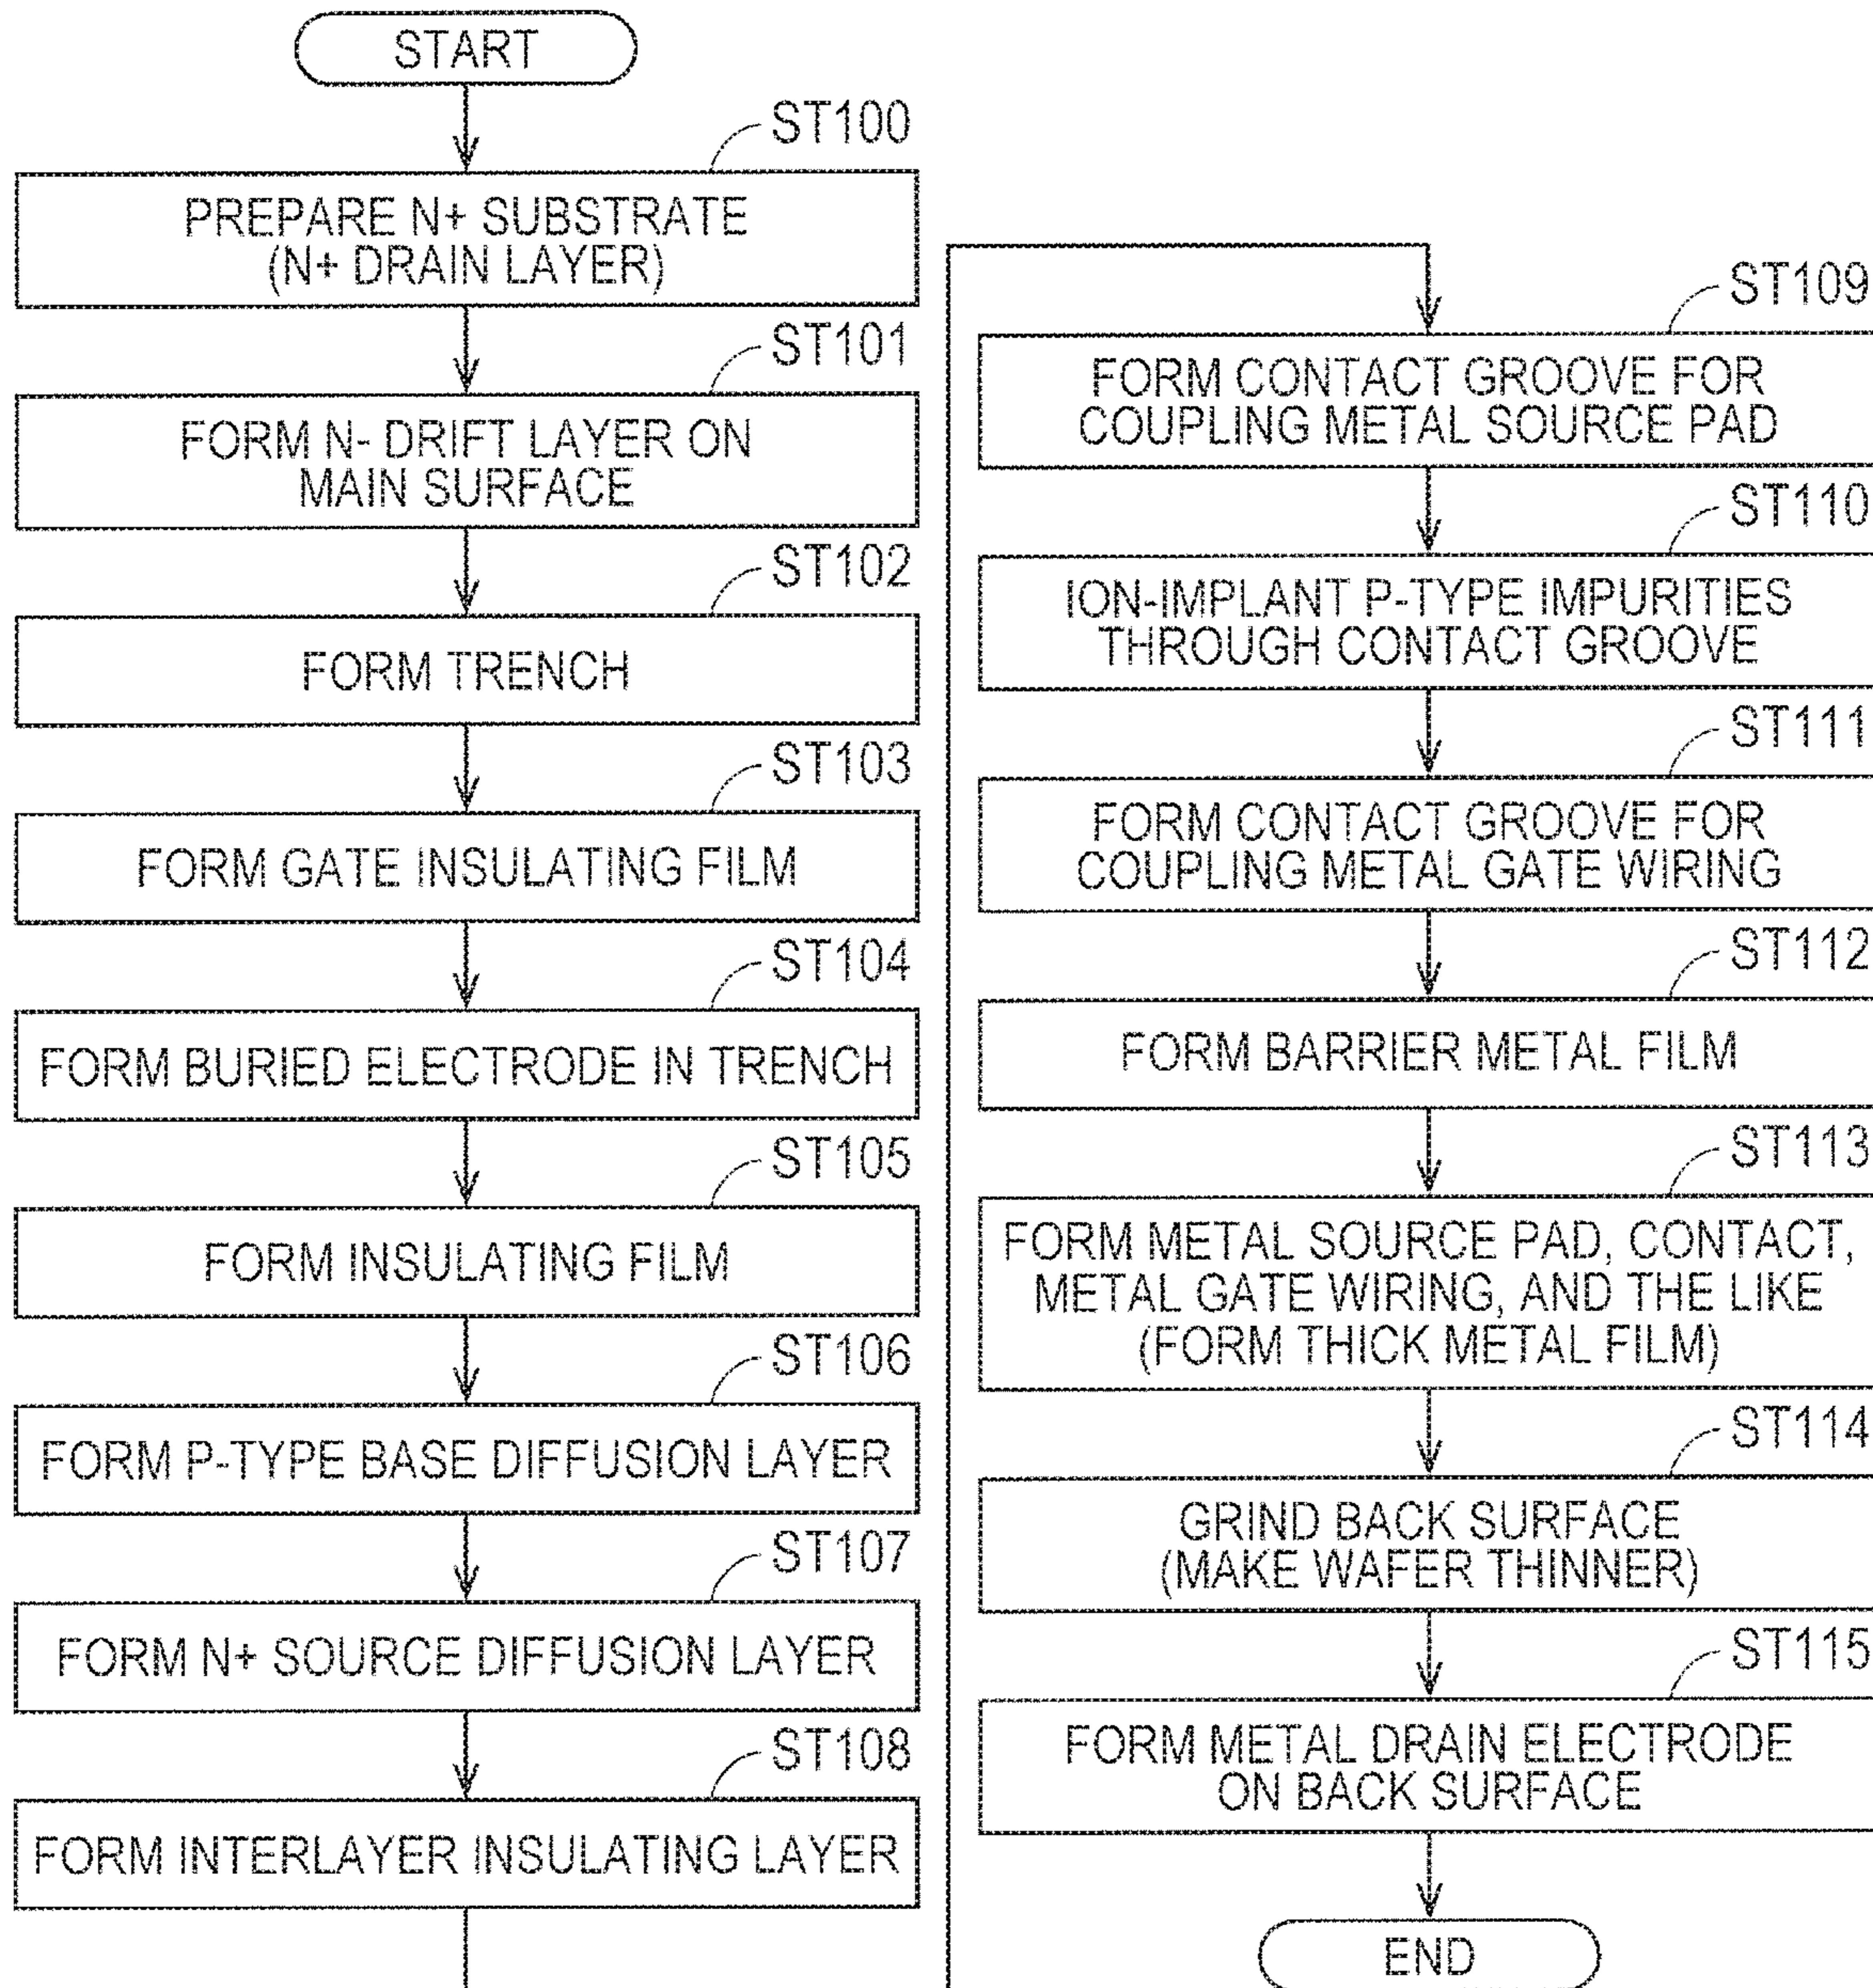 START
ST100
PREPARE N+ SUBSTRATE
(N+ DRAIN LAYER)
ST101
FORM N- DRIFT LAYER ON
MAIN SURFACE
ST102
FORM TRENCH
ST103
FORM GATE INSULATING FILM
ST104
FORM BURIED ELECTRODE IN TRENCH
ST105
FORM INSULATING FILM
ST106
FORM P-TYPE BASE DIFFUSION LAYER
ST107
FORM N+ SOURCE DIFFUSION LAYER
ST108
FORM INTERLAYER INSULATING LAYER
ST109
FORM CONTACT GROOVE FOR
COUPLING METAL SOURCE PAD
ST110
ION-IMPLANT P-TYPE IMPURITIES
THROUGH CONTACT GROOVE
ST111
FORM CONTACT GROOVE FOR
COUPLING METAL GATE WIRING
ST112
FORM BARRIER METAL FILM
ST113
FORM METAL SOURCE PAD, CONTACT,
METAL GATE WIRING, AND THE LIKE
(FORM THICK METAL FILM)
ST114
GRIND BACK SURFACE
(MAKE WAFER THINNER)
ST115
FORM METAL DRAIN ELECTRODE
ON BACK SURFACE
END